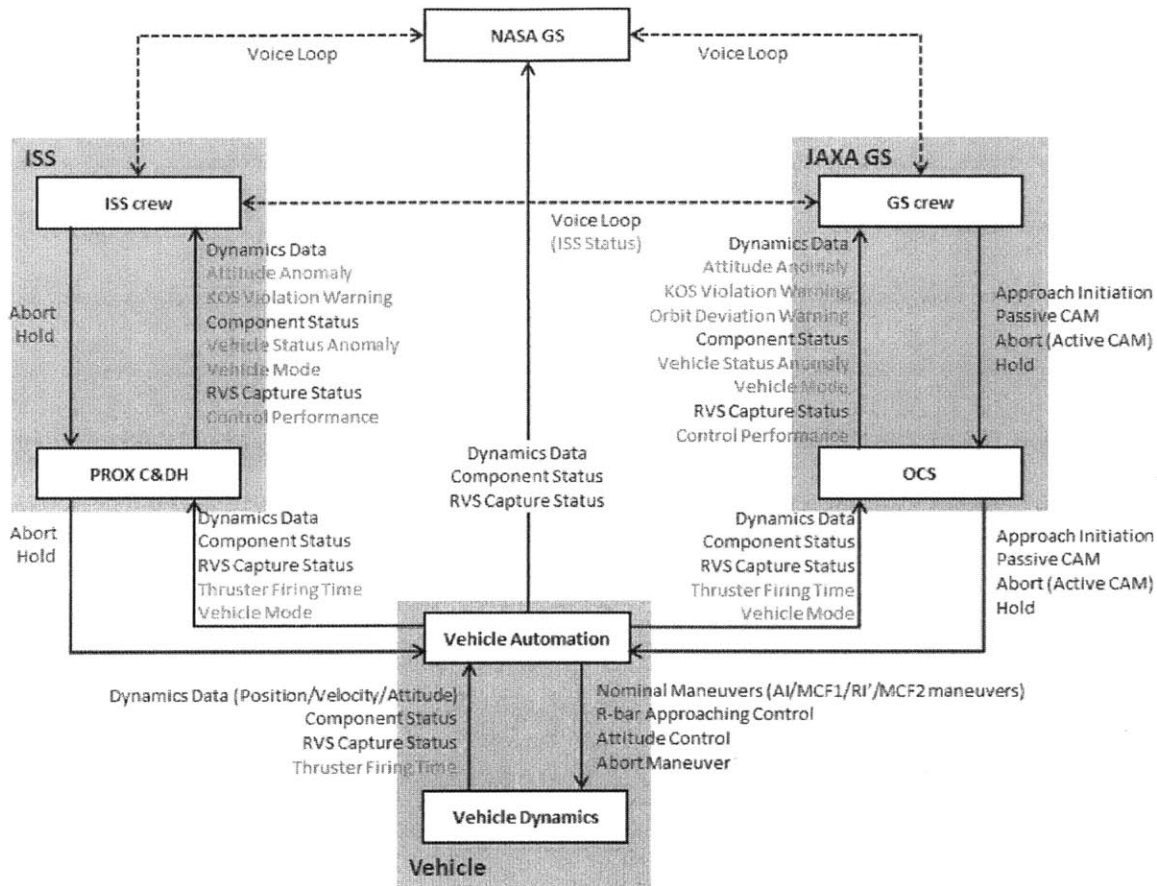 NASA GS
Voice Loop
Voice Loop
ISS
ISS crew
JAXA GS
GS crew
Voice Loop
(ISS Status)
Abort
Hold
Dynamics Data
Attitude Anomaly
KOS Violation Warning
Component Status
Vehicle Status Anomaly
Vehicle Mode
RVS Capture Status
Control Performance
Dynamics Data
Attitude Anomaly
KOS Violation Warning
Orbit Deviation Warning
Component Status
Vehicle Status Anomaly
Vehicle Mode
RVS Capture Status
Control Performance
Approach Initiation
Passive CAM
Abort (Active CAM)
Hold
PROX C&DH
OCS
Dynamics Data
Component Status
RVS Capture Status
Abort
Hold
Dynamics Data
Component Status
RVS Capture Status
Thruster Firing Time
Vehicle Mode
Dynamics Data
Component Status
RVS Capture Status
Thruster Firing Time
Vehicle Mode
Approach Initiation
Passive CAM
Abort (Active CAM)
Hold
Vehicle Automation
Dynamics Data (Position/Velocity/Attitude)
Component Status
RVS Capture Status
Thruster Firing Time
Nominal Maneuvers (AI/MCF1/RI'/MCF2 maneuvers)
R-bar Approaching Control
Attitude Control
Abort Maneuver
Vehicle Dynamics
Vehicle